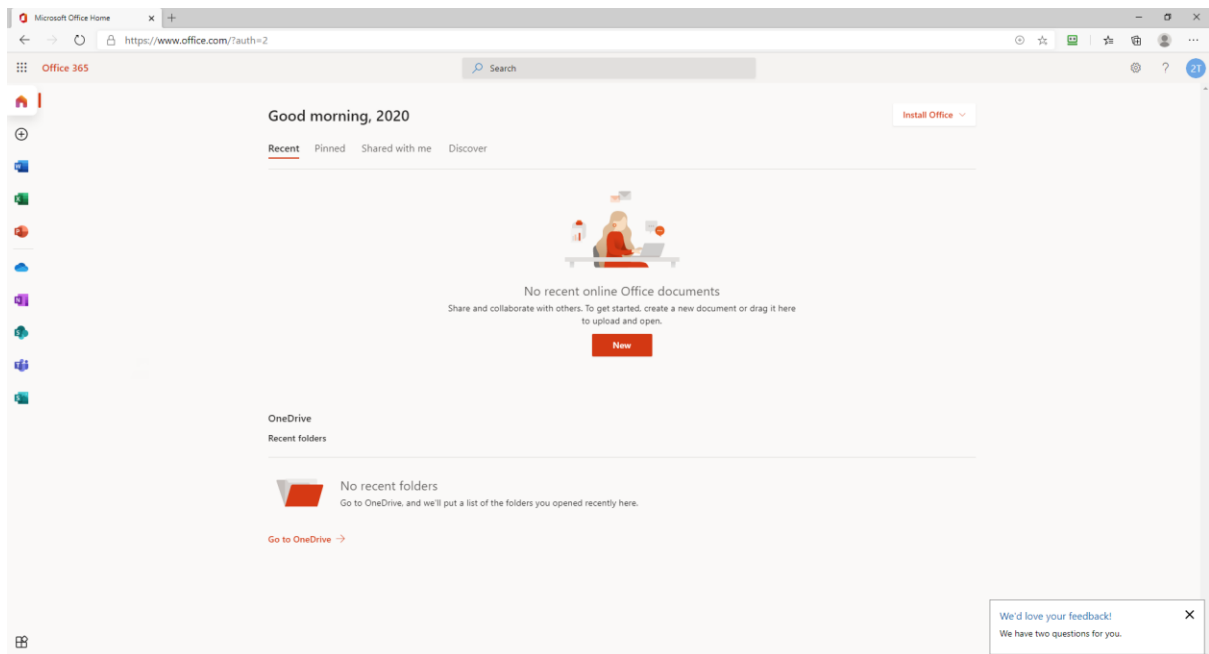 Microsoft Office Home
https://www.office.com/?auth=2
Office 365
Search
2T
Good morning, 2020
Install Office
Recent Pinned Shared with me Discover
No recent online Office documents
Share and collaborate with others. To get started, create a new document or drag it here
to upload and open.
New
OneDrive
Recent folders
No recent folders
Go to OneDrive, and we'll put a list of the folders you opened recently here.
Go to OneDrive →
We'd love your feedback!
We have two questions for you.